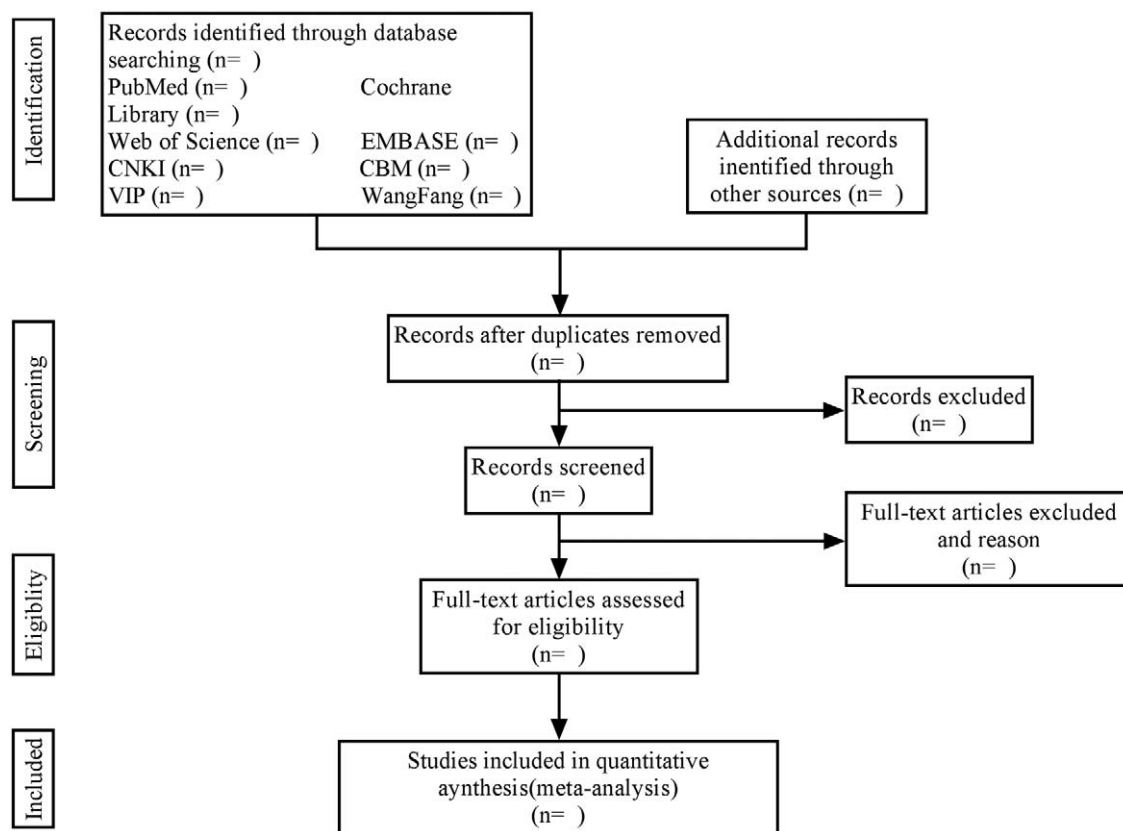 Identification
Records identified through database
searching (n= )
PubMed (n= ) Cochrane
Library (n= )
Web of Science (n= ) EMBASE (n= )
CNKI (n= ) CBM (n= )
VIP (n= ) WangFang (n= )
Additional records
inentified through
other sources (n= )
Screening
Records after duplicates removed
(n= )
Records excluded
(n= )
Records screened
(n= )
Full-text articles excluded
and reason
(n= )
Eligiblity
Full-text articles assessed
for eligibility
(n= )
Included
Studies included in quantitative
aynthesis(meta-analysis)
(n= )